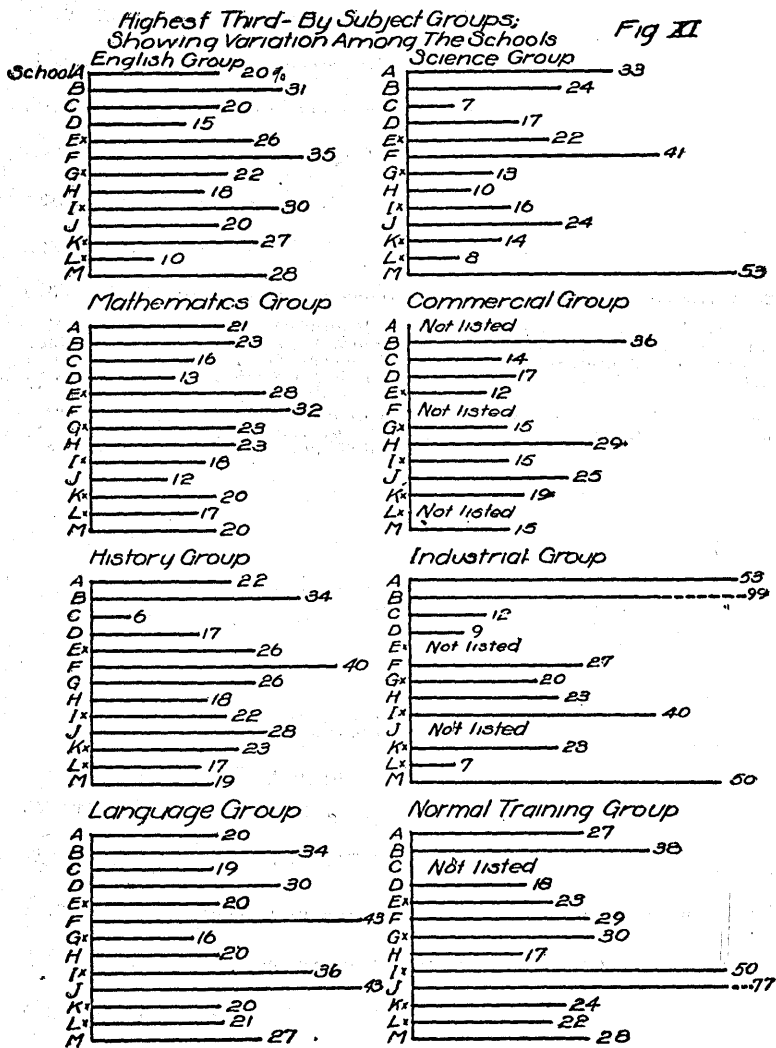 Highest Third - By Subject Groups;
Showing Variation Among The Schools
Fig XI
English Group
School A 20%
B 31
C 20
D 15
Ex 26
F 35
Gx 22
H 18
Ix 30
J 20
Kx 27
Lx 10
M 28
Science Group
A 33
B 24
C 7
D 17
Ex 22
F 41
Gx 13
H 10
Ix 16
J 24
Kx 14
Lx 8
M 53
Mathematics Group
A 21
B 23
C 16
D 13
Ex 28
F 32
Gx 23
H 23
Ix 18
J 12
Kx 20
Lx 17
M 20
Commercial Group
A Not listed
B 36
C 14
D 17
Ex 12
F Not listed
Gx 15
H 29
Ix 15
J 25
Kx 19
Lx Not listed
M 15
History Group
A 22
B 34
C 6
D 17
Ex 26
F 40
G 26
H 18
Ix 22
J 28
Kx 23
Lx 17
M 19
Industrial Group
A 53
B 99
C 12
D 9
Ex Not listed
F 27
Gx 20
H 23
Ix 40
J Not listed
Kx 23
Lx 7
M 50
Language Group
A 20
B 34
C 19
D 30
Ex 20
F 43
Gx 16
H 20
Ix 36
J 43
Kx 20
Lx 21
M 27
Normal Training Group
A 27
B 38
C Not listed
D 18
Ex 23
F 29
Gx 30
H 17
Ix 50
J 77
Kx 24
Lx 22
M 28